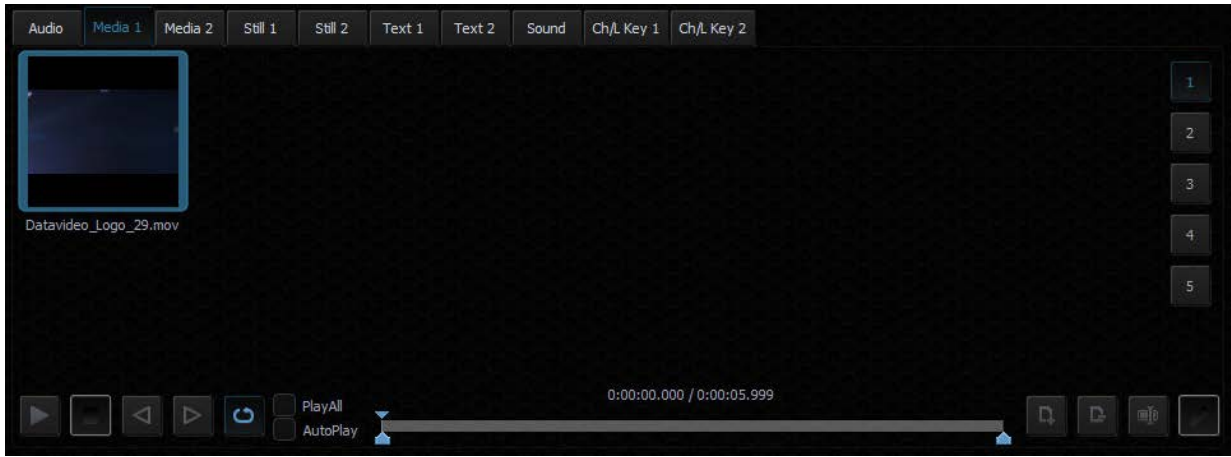 Audio Media 1 Media 2 Still 1 Still 2 Text 1 Text 2 Sound Ch/L Key 1 Ch/L Key 2
1
2
3
Datavideo_Logo_29.mov
4
5
0:00:00.000 / 0:00:05.999
PlayAll
AutoPlay